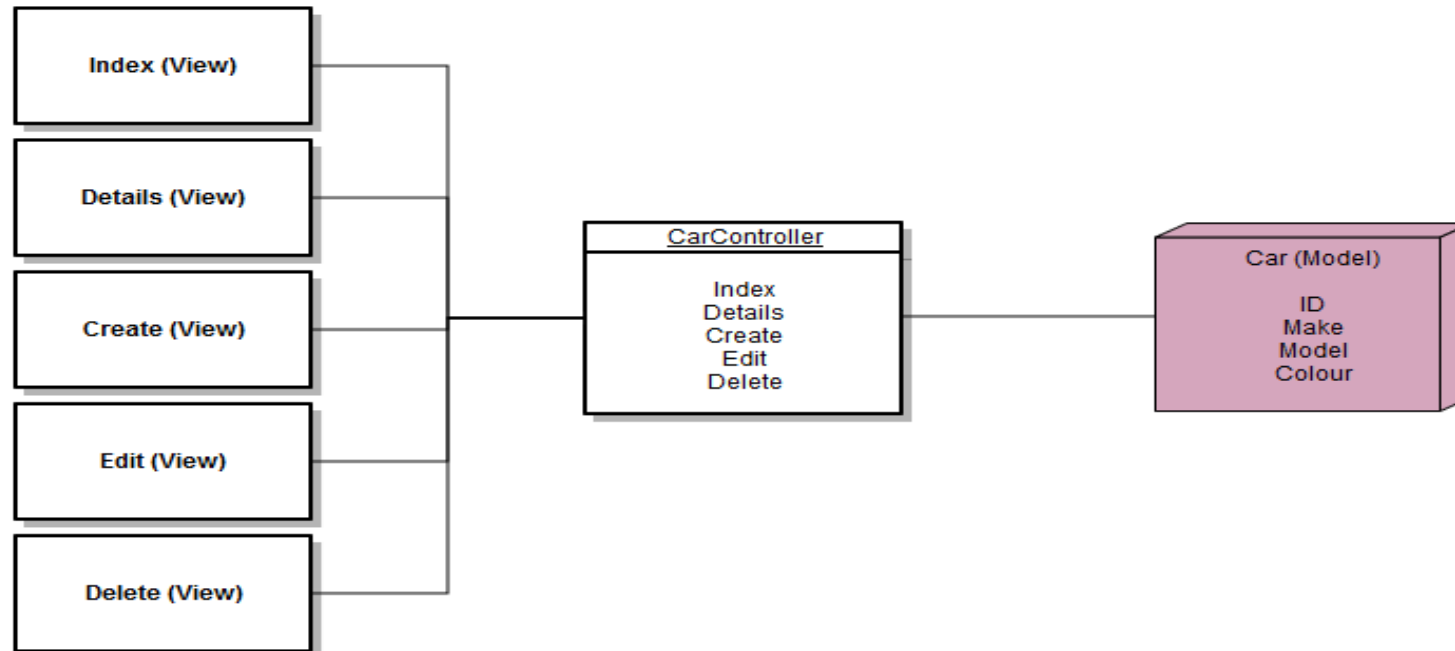 Index (View)
Details (View)
Create (View)
Edit (View)
Delete (View)
CarController
Index
Details
Create
Edit
Delete
Car (Model)
ID
Make
Model
Colour